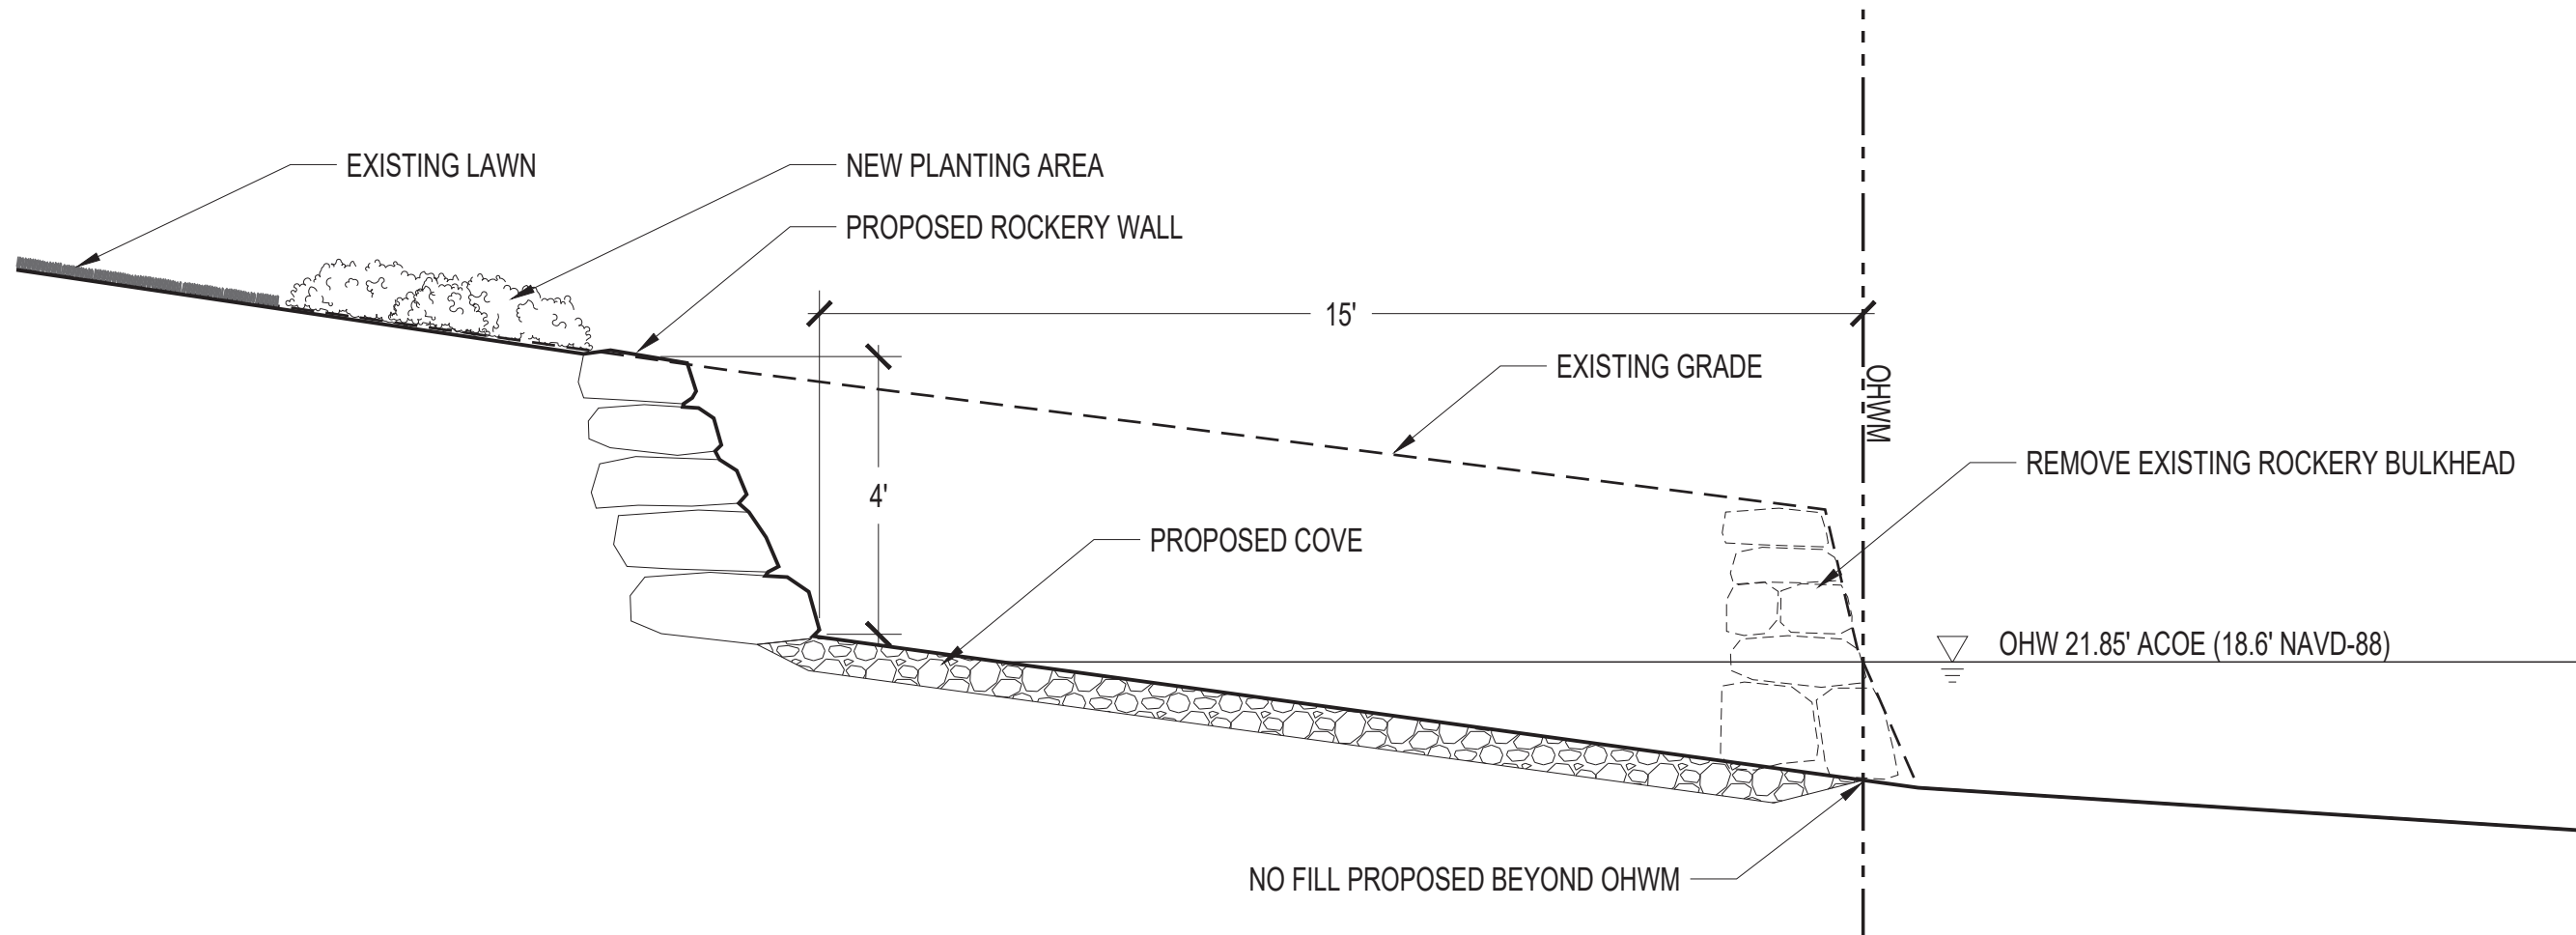 EXISTING LAWN
NEW PLANTING AREA
PROPOSED ROCKERY WALL
15'
EXISTING GRADE
OHWM
REMOVE EXISTING ROCKERY BULKHEAD
4'
PROPOSED COVE
OHW 21.85' ACOE (18.6' NAVD-88)
NO FILL PROPOSED BEYOND OHWM